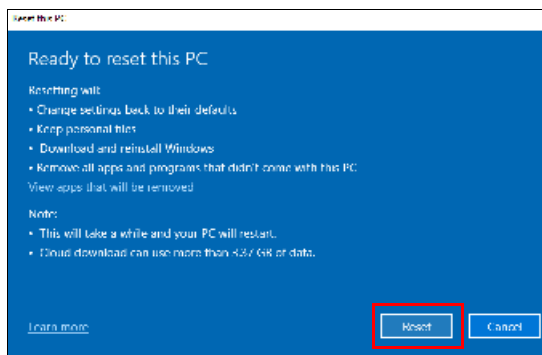 Reset this PC
Ready to reset this PC
Resetting will:
• Change settings back to their defaults
• Keep personal files
• Download and reinstall Windows
• Remove all apps and programs that didn't come with this PC
View apps that will be removed
Note:
• This will take a while and your PC will restart.
• Cloud download can use more than 3.37 GB of data.
Learn more
Reset
Cancel